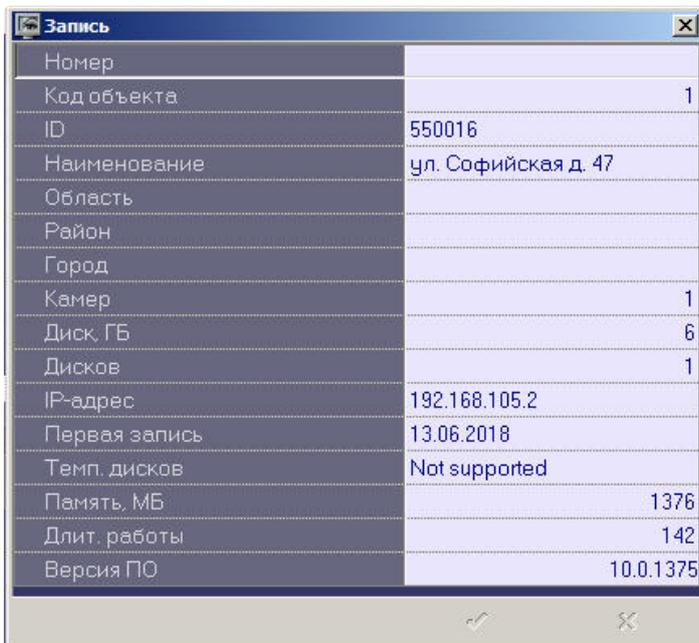 Запись
Номер
Код объекта 1
ID 550016
Наименование ул. Софийская д. 47
Область
Район
Город
Камер 1
Диск, ГБ 6
Дисков 1
IP-адрес 192.168.105.2
Первая запись 13.06.2018
Темп. дисков Not supported
Память, МБ 1376
Длит. работы 142
Версия ПО 10.0.1375